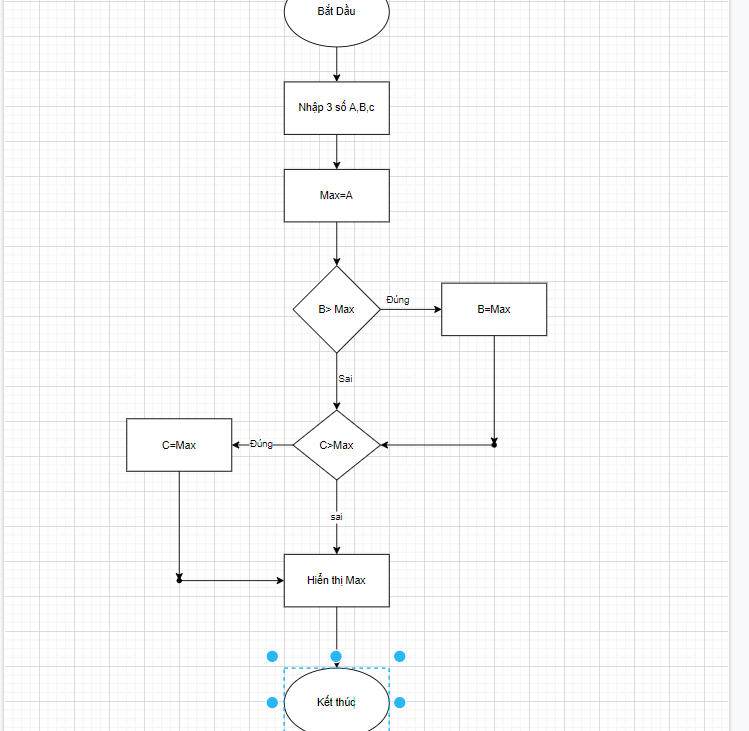 Bắt Dầu
Nhập 3 số A,B,c
Max=A
B> Max
Đúng
B=Max
Sai
C=Max
Đúng
C>Max
sai
Hiển thị Max
Kết thúc